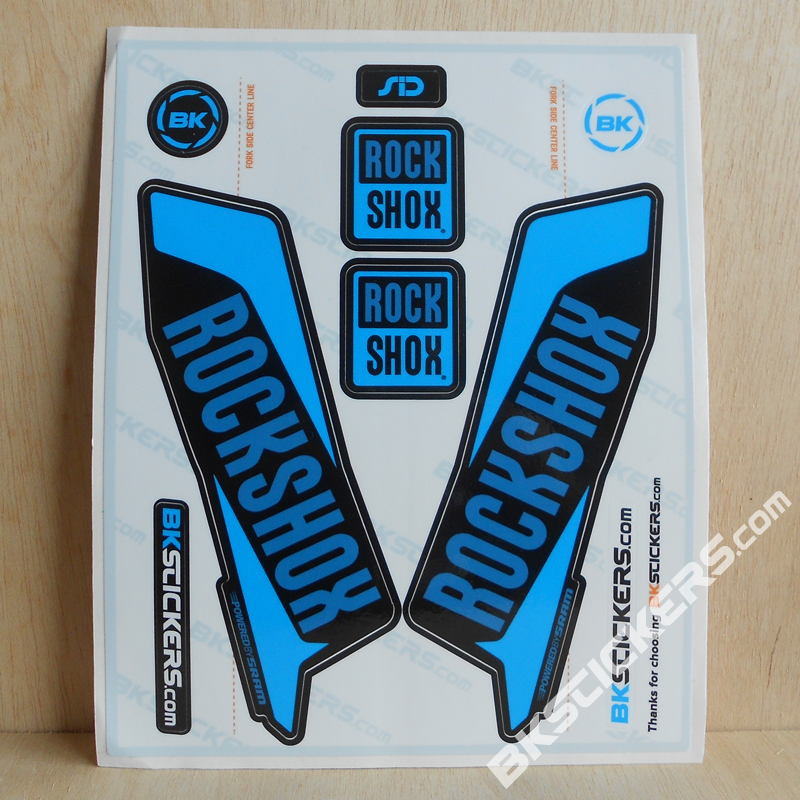 BK
FORK SIDE CENTER LINE
SID
FORK SIDE CENTER LINE
BK
ROCK
SHOX
ROCK
SHOX
ROCKSHOX
POWERED BY SRAM
ROCKSHOX
POWERED BY SRAM
BKSTICKERS.com
BKSTICKERS.com
Thanks for choosing BKSTICKERS.com
BKSTICKERS.com